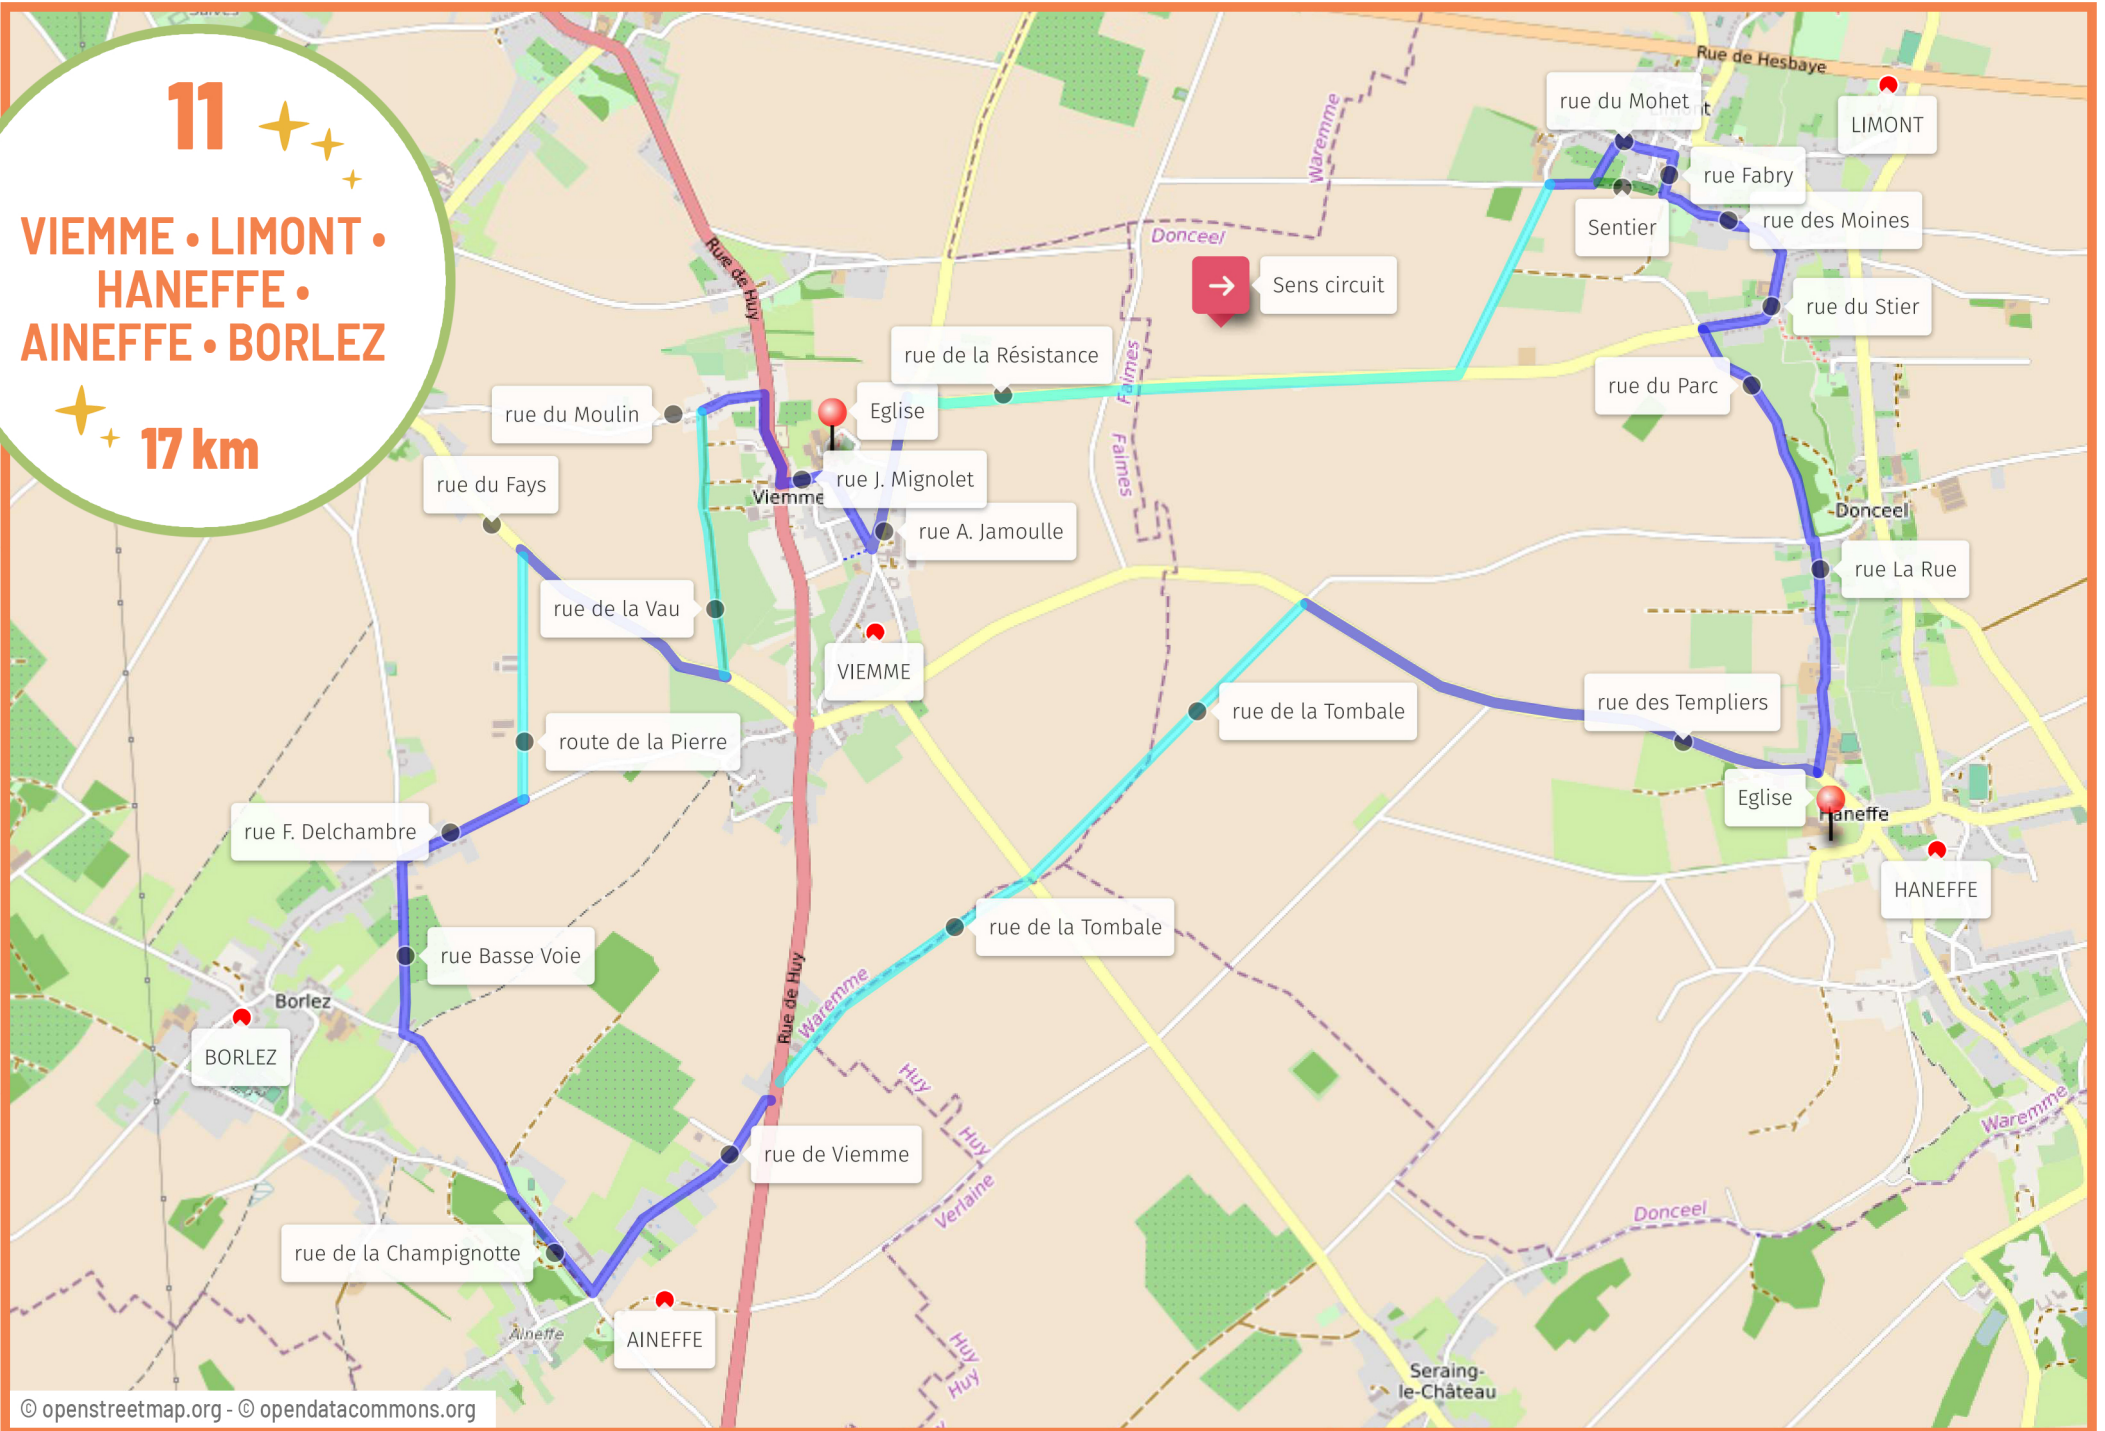 11
VIEMME • LIMONT •
HANEFFE •
AINEFFE • BORLEZ
17 km
Rue de Hesbaye
rue du Mohet
LIMONT
rue Fabry
Sentier
rue des Moines
Waremme
Donceel
Sens circuit
rue du Stier
Rue de Huy
rue de la Résistance
Faimes
rue du Parc
rue du Moulin
Eglise
Faimes
rue du Fays
rue J. Mignolet
Viemme
rue A. Jamoulle
Donceel
rue La Rue
rue de la Vau
VIEMME
rue des Templiers
rue de la Tombale
route de la Pierre
Eglise
Haneffe
rue F. Delchambre
HANEFFE
rue de la Tombale
rue Basse Voie
Rue de Huy
Waremme
Borlez
BORLEZ
Huy
Huy
Waremme
rue de Viemme
Verlaine
Donceel
rue de la Champignotte
Aineffe
AINEFFE
Huy
Huy
Seraing-
le-Château
© openstreetmap.org - © opendatacommons.org